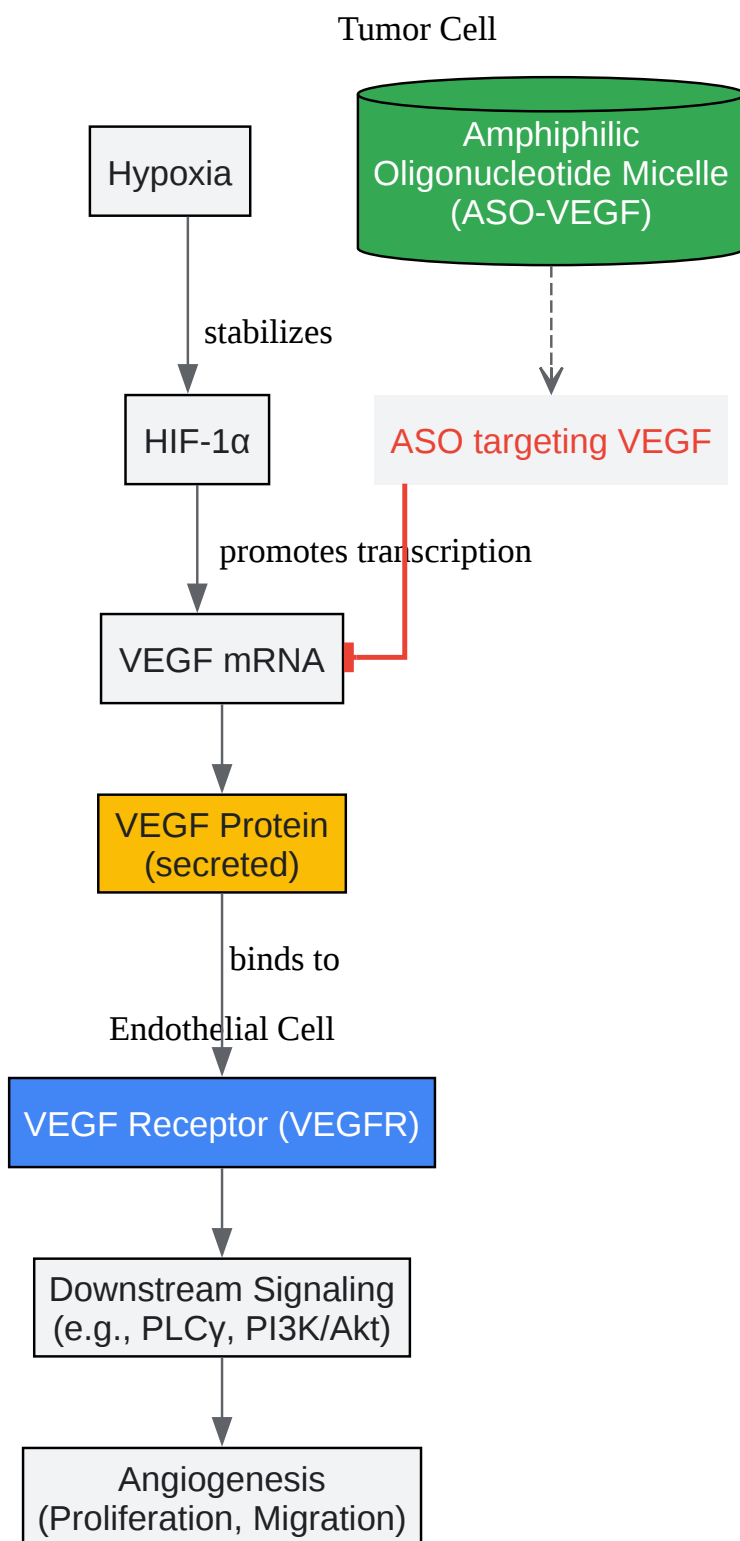 Tumor Cell
Amphiphilic
Oligonucleotide Micelle
(ASO-VEGF)
Hypoxia
stabilizes
HIF-1α
ASO targeting VEGF
promotes transcription
VEGF mRNA
VEGF Protein
(secreted)
binds to
Endothelial Cell
VEGF Receptor (VEGFR)
Downstream Signaling
(e.g., PLCγ, PI3K/Akt)
Angiogenesis
(Proliferation, Migration)